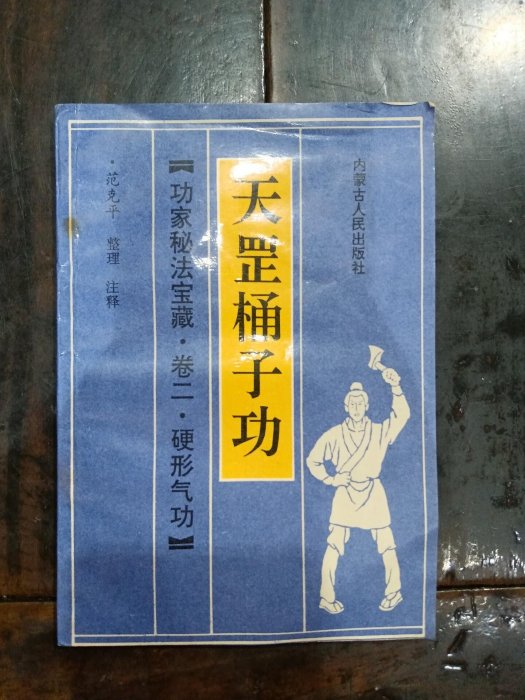 内蒙古人民出版社
天罡桶子功
【功家秘法宝藏·卷二·硬形气功】
·范克平 整理 注释